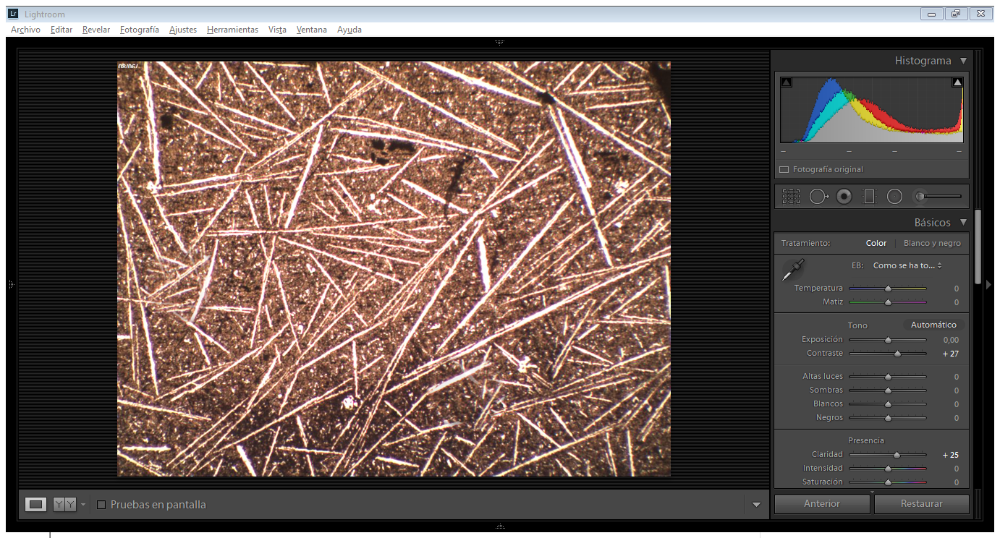 Lr Lightroom
Archivo Editar Revelar Fotografía Ajustes Herramientas Vista Ventana Ayuda
Histograma
Fotografía original
Básicos
Tratamiento: Color Blanco y negro
EB: Como se ha to...
Temperatura 0
Matiz 0
Tono Automático
Exposición 0,00
Contraste + 27
Altas luces 0
Sombras 0
Blancos 0
Negros 0
Presencia
Claridad + 25
Intensidad 0
Saturación 0
YY Pruebas en pantalla
Anterior Restaurar